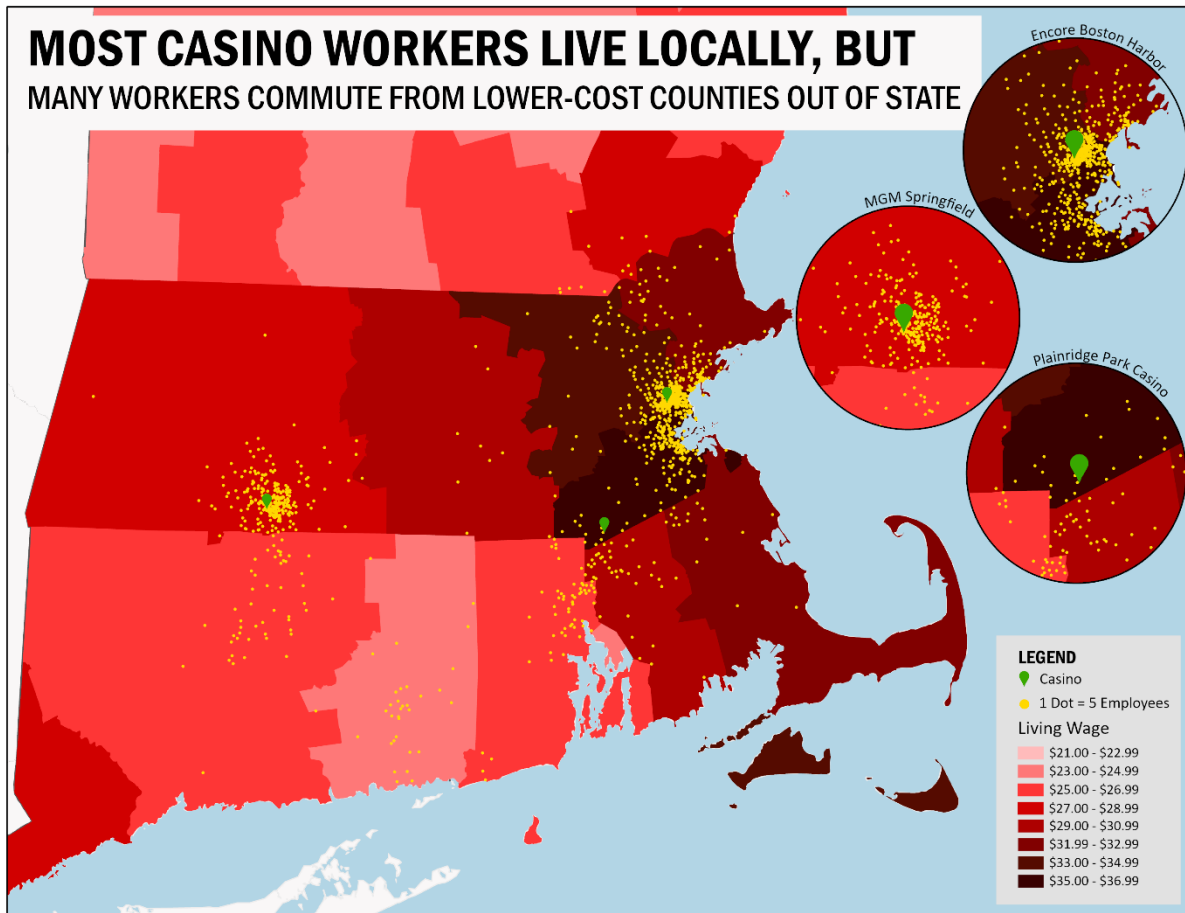 MOST CASINO WORKERS LIVE LOCALLY, BUT
MANY WORKERS COMMUTE FROM LOWER-COST COUNTIES OUT OF STATE
Encore Boston Harbor
MGM Springfield
Plainridge Park Casino
LEGEND
Casino
1 Dot = 5 Employees
Living Wage
$21.00 - $22.99
$23.00 - $24.99
$25.00 - $26.99
$27.00 - $28.99
$29.00 - $30.99
$31.99 - $32.99
$33.00 - $34.99
$35.00 - $36.99